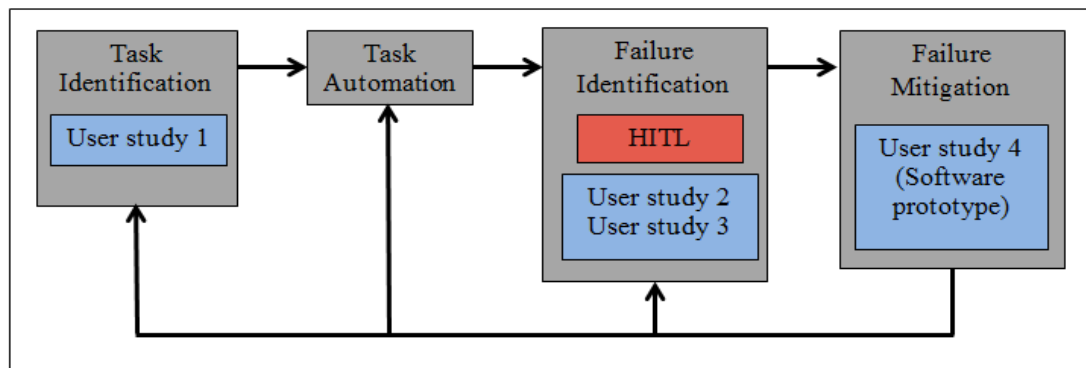 Task
Identification
User study 1
Task
Automation
Failure
Identification
HITL
User study 2
User study 3
Failure
Mitigation
User study 4
(Software
prototype)